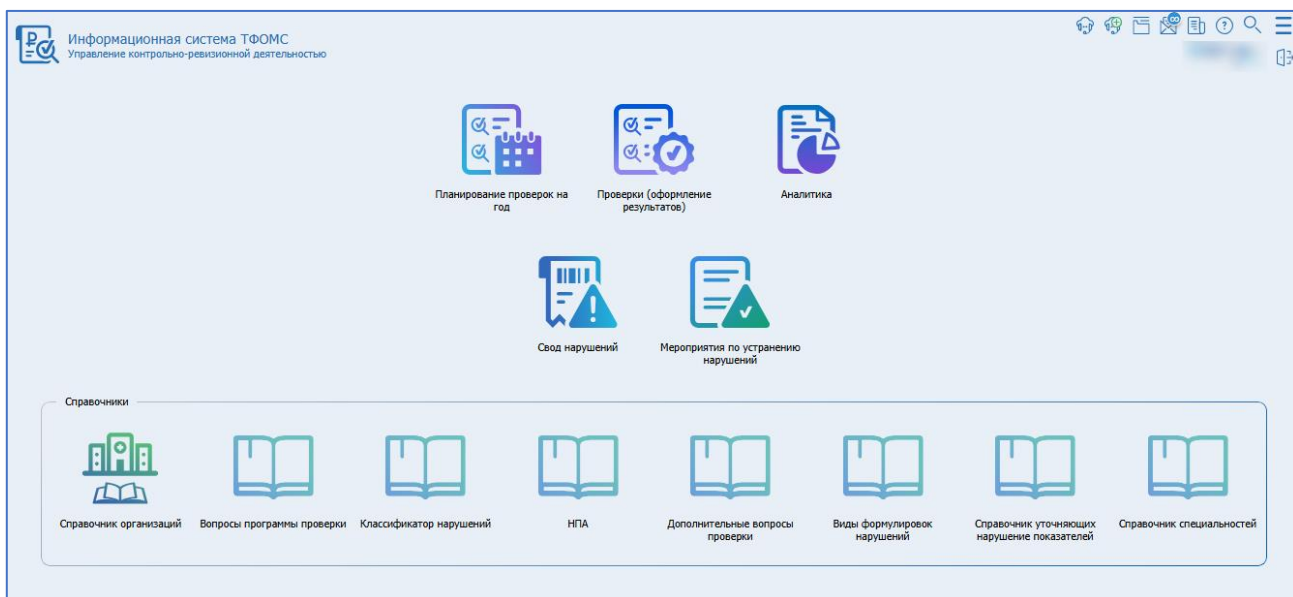 Информационная система ТФОМС
Управление контрольно-ревизионной деятельностью
Планирование проверок на
год
Проверки (оформление
результатов)
Аналитика
Свод нарушений
Мероприятия по устранению
нарушений
Справочники
Справочник организаций
Вопросы программы проверки
Классификатор нарушений
НПА
Дополнительные вопросы
проверки
Виды формулировок
нарушений
Справочник уточняющих
нарушение показателей
Справочник специальностей